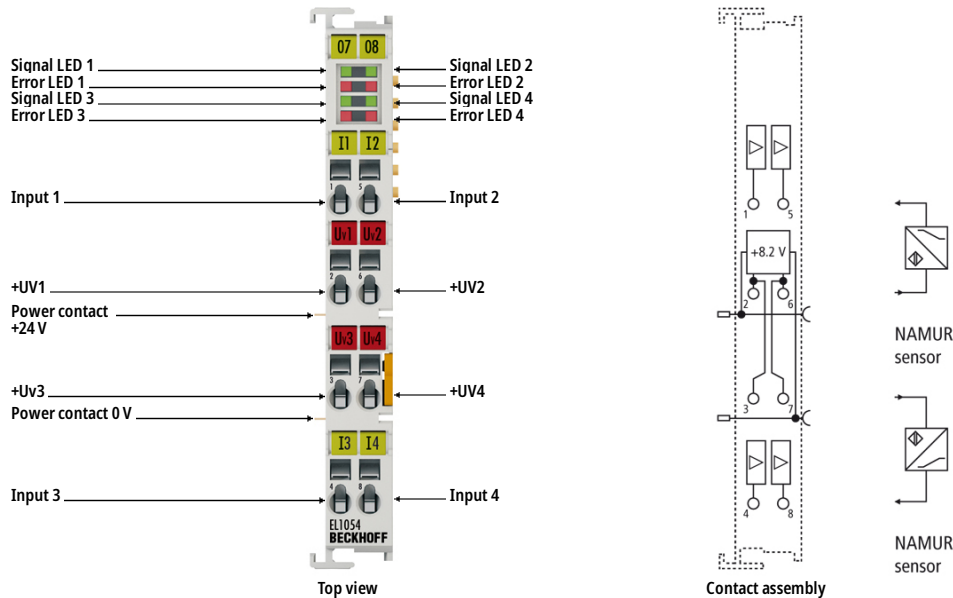 07 08
Signal LED 1
Error LED 1
Signal LED 3
Error LED 3
Signal LED 2
Error LED 2
Signal LED 4
Error LED 4
I1 I2
1 5
Input 1
Input 2
Uv1 Uv2
2 6
+UV1
+UV2
Power contact
+24 V
Uv3 Uv4
3 7
+Uv3
+UV4
Power contact 0 V
I3 I4
4 8
Input 3
Input 4
EL1054
BECKHOFF
Top view
1 5
+8.2 V
2 6
3 7
4 8
Contact assembly
NAMUR
sensor
NAMUR
sensor